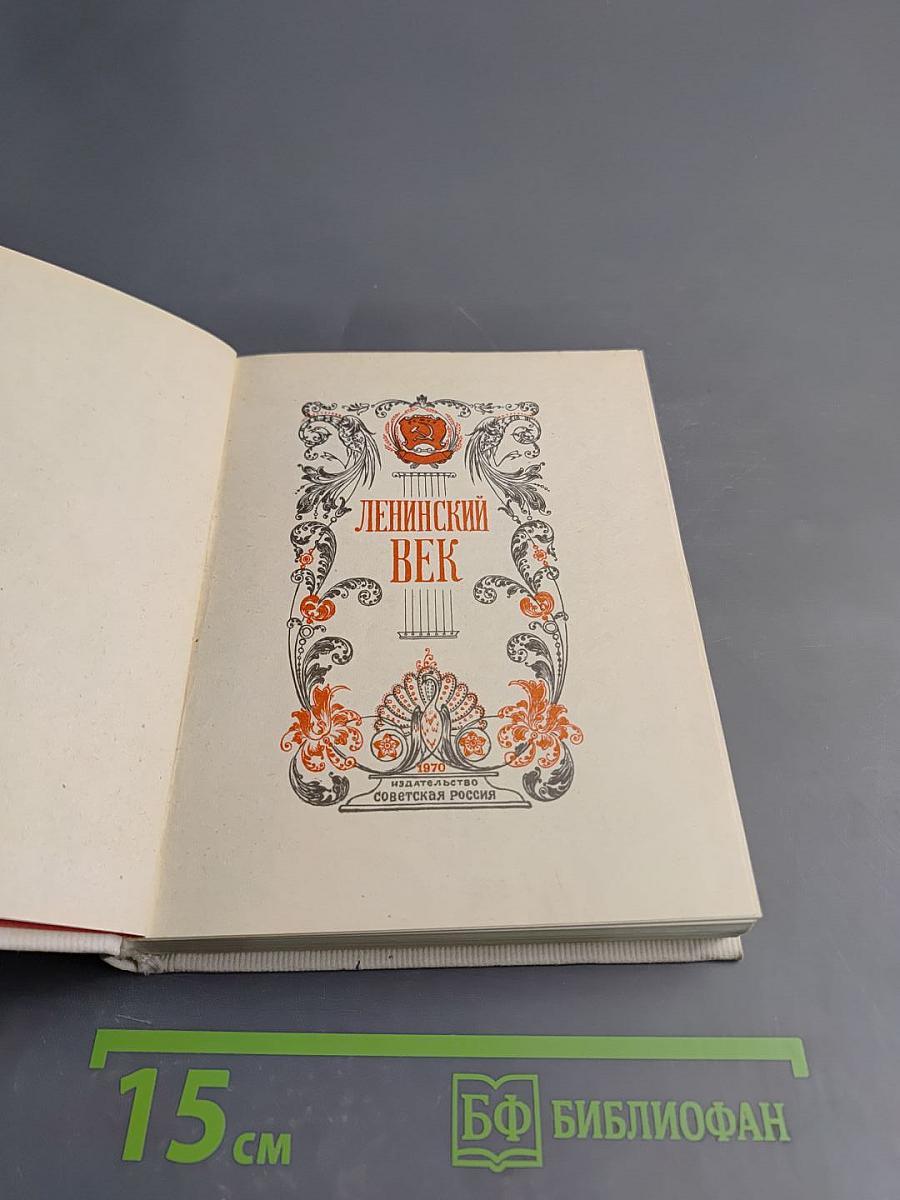 ЛЕНИНСКИЙ
ВЕК
1970
ИЗДАТЕЛЬСТВО
СОВЕТСКАЯ РОССИЯ
15 см
БФ БИБЛИОФАН